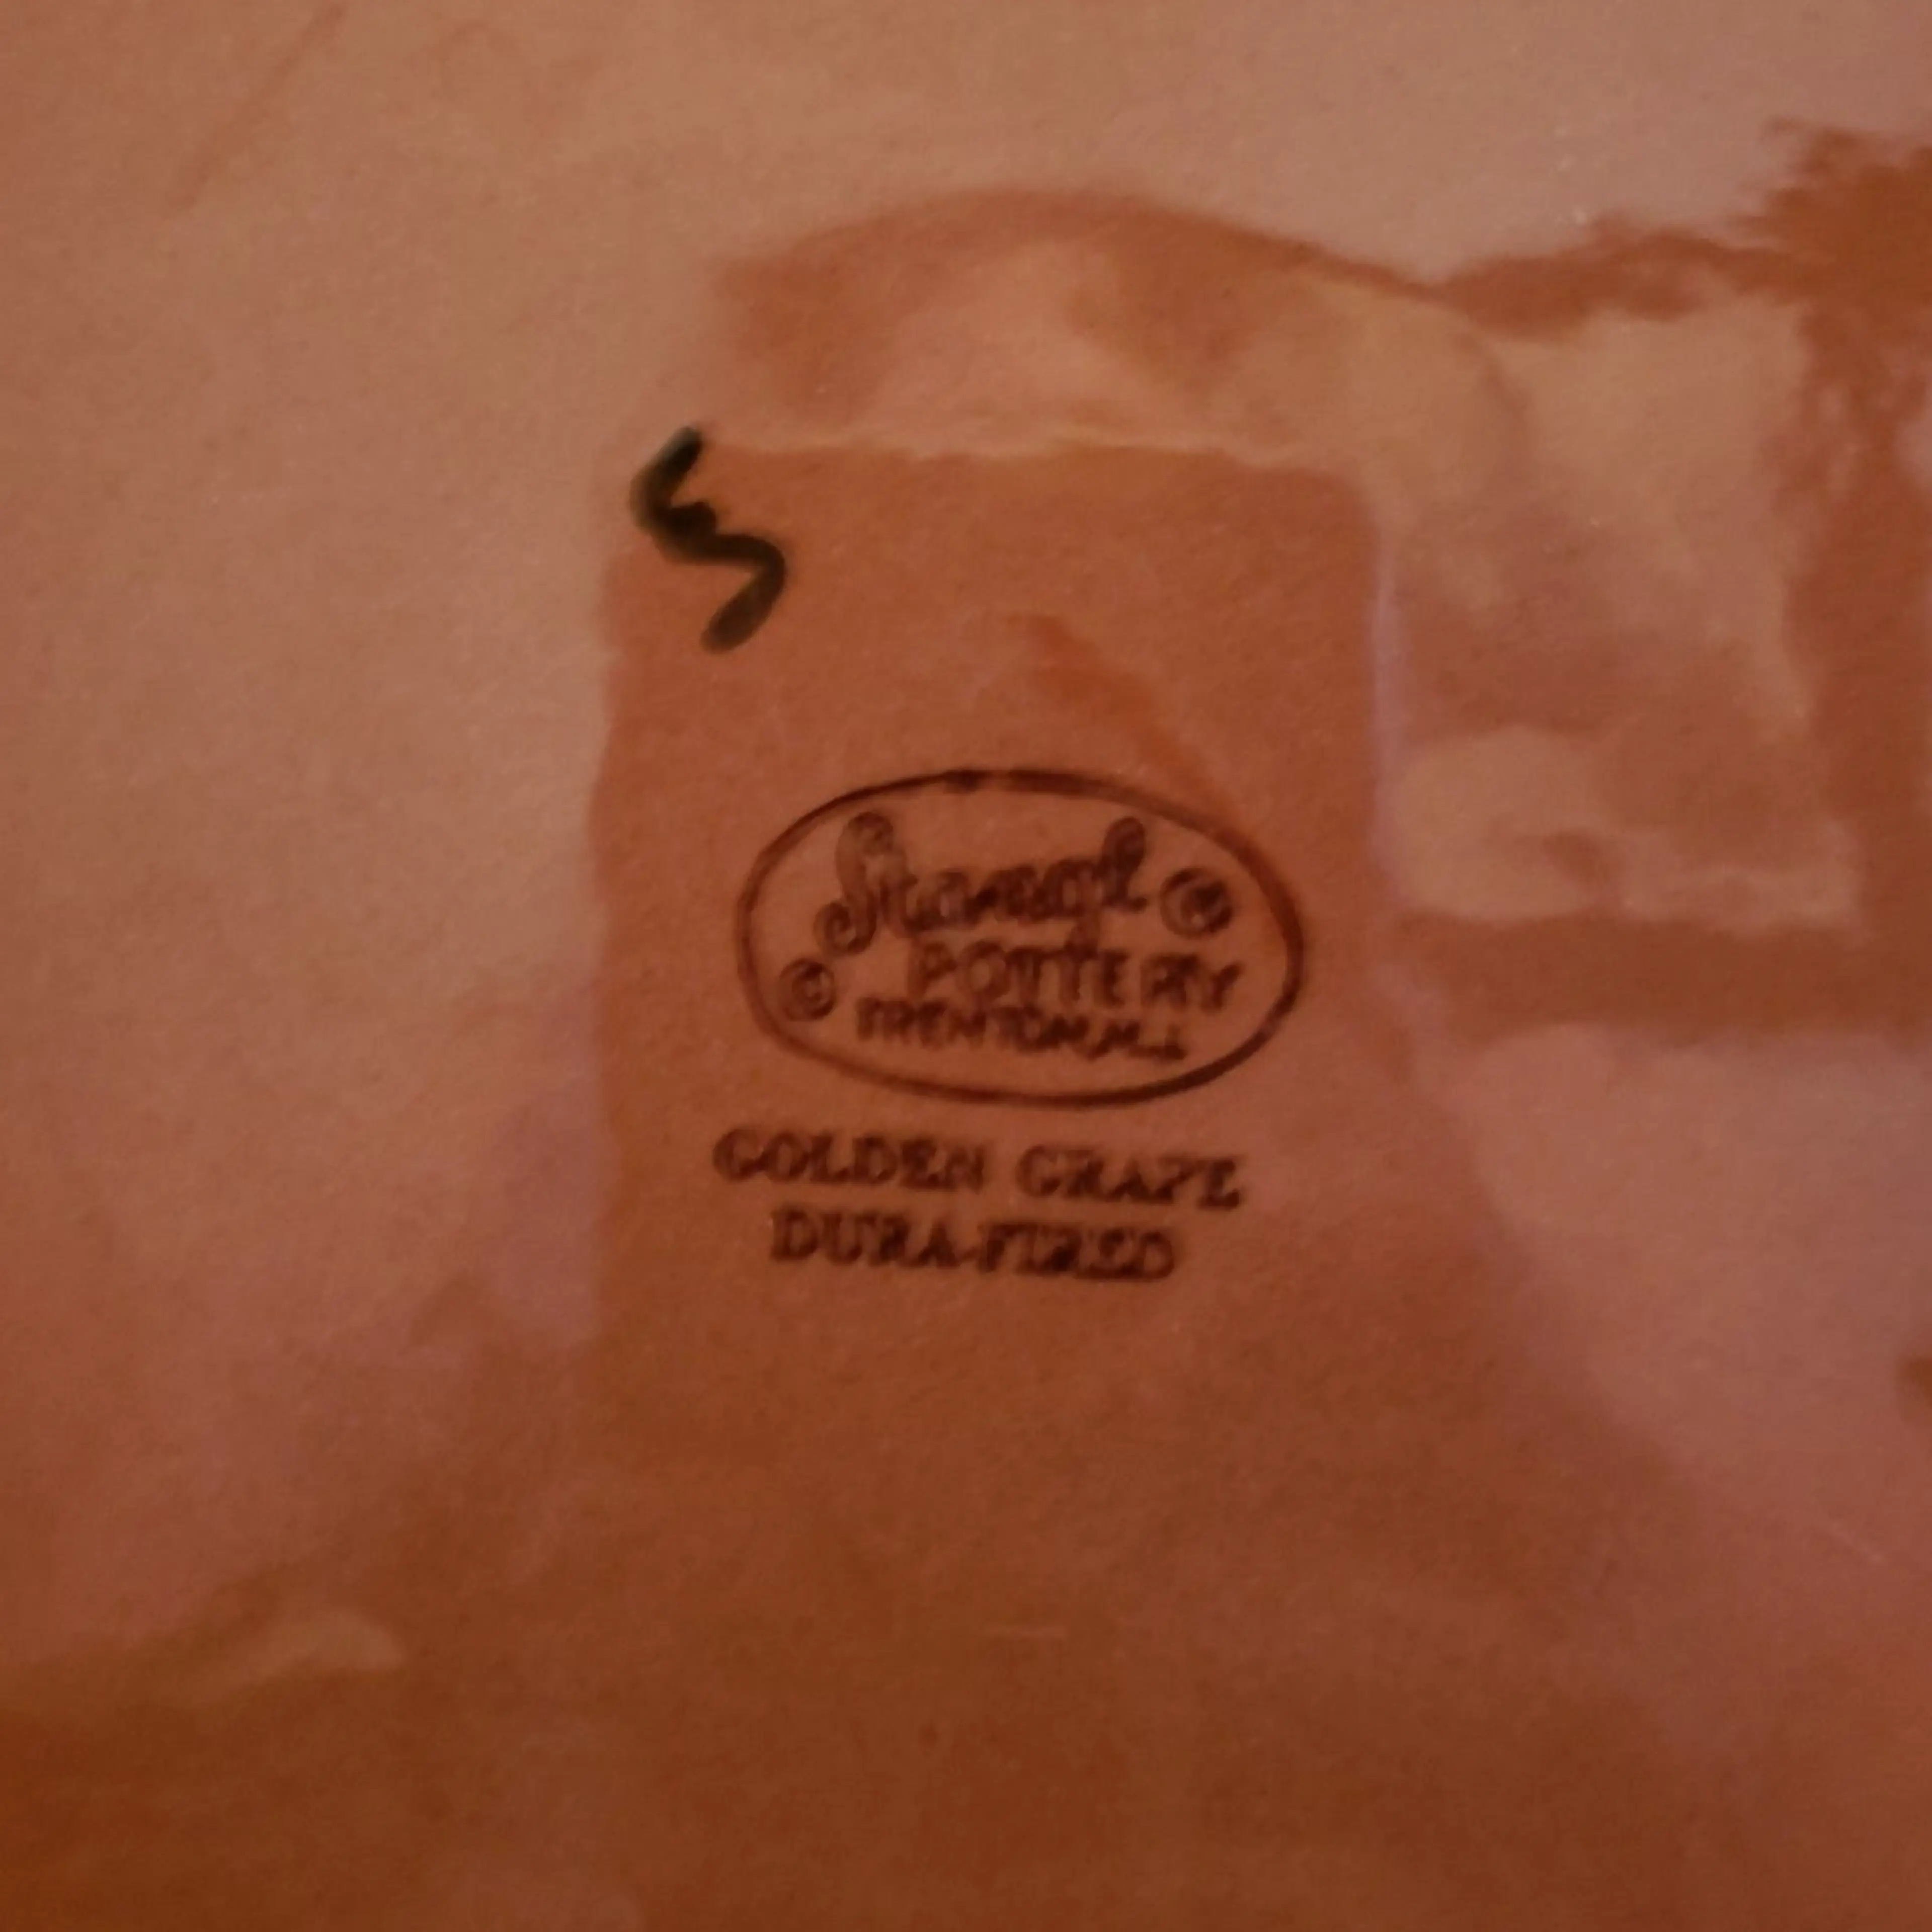 S
Stangl ©
© POTTERY
TRENTON, N.J.
GOLDEN GRAPE
DURA-FIRED